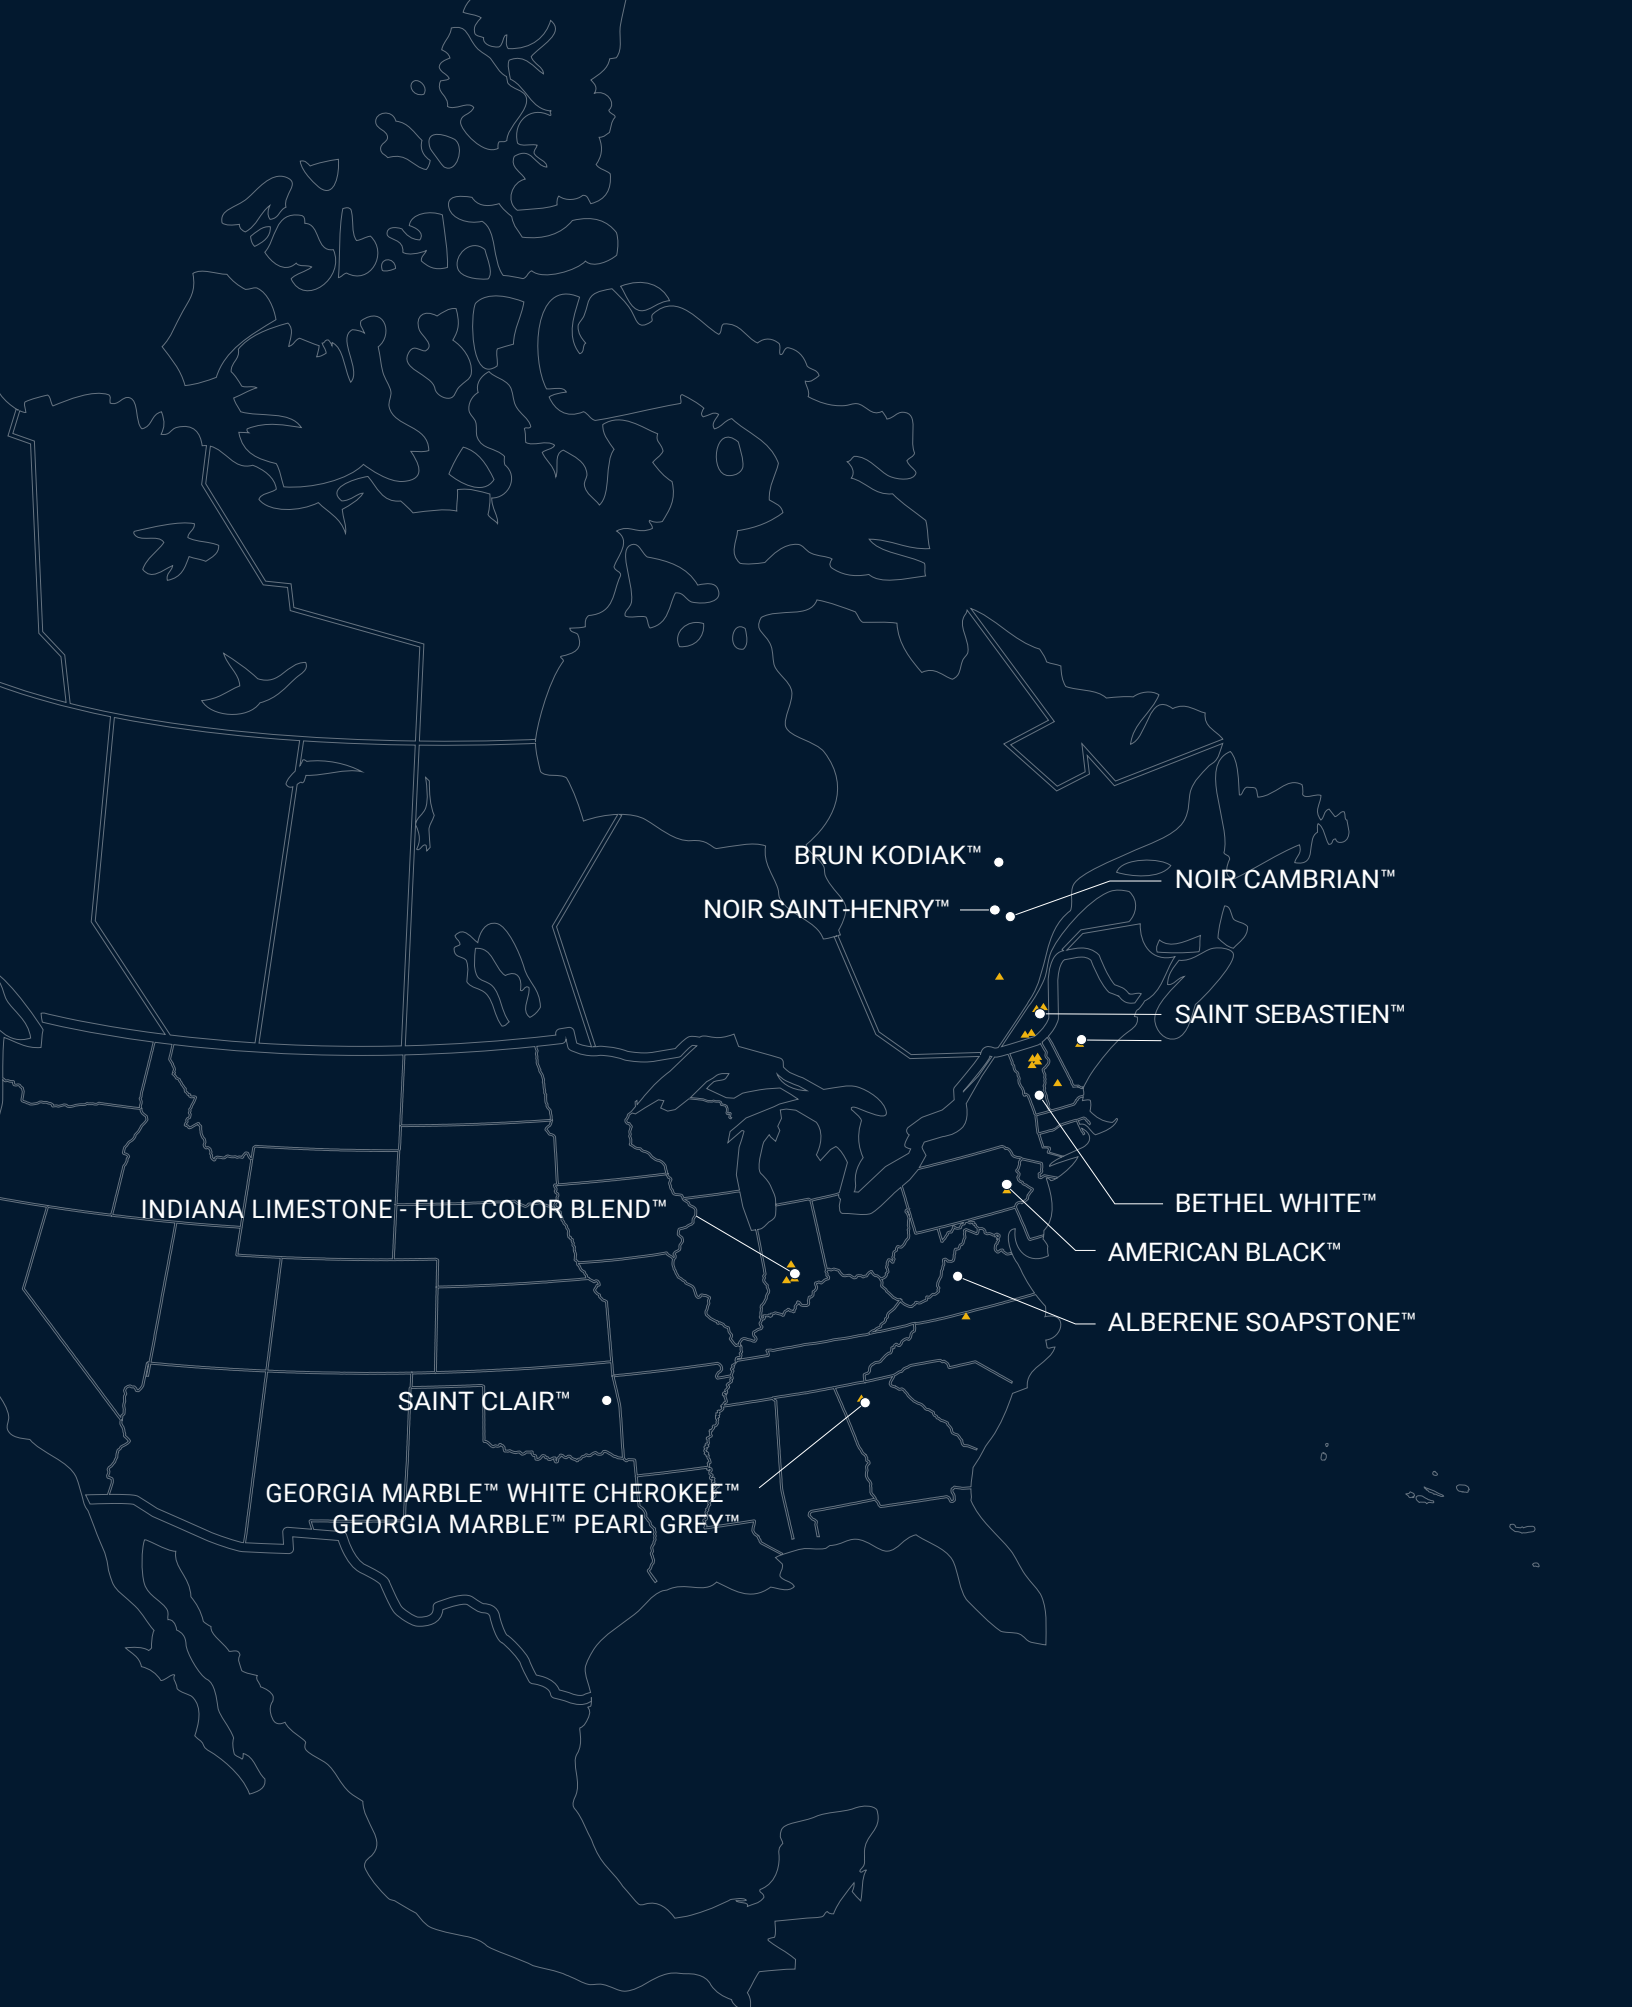 BRUN KODIAK™
NOIR CAMBRIAN™
NOIR SAINT-HENRY™
SAINT SEBASTIEN™
BETHEL WHITE™
INDIANA LIMESTONE - FULL COLOR BLEND™
AMERICAN BLACK™
ALBERENE SOAPSTONE™
SAINT CLAIR™
GEORGIA MARBLE™ WHITE CHEROKEE™
GEORGIA MARBLE™ PEARL GREY™